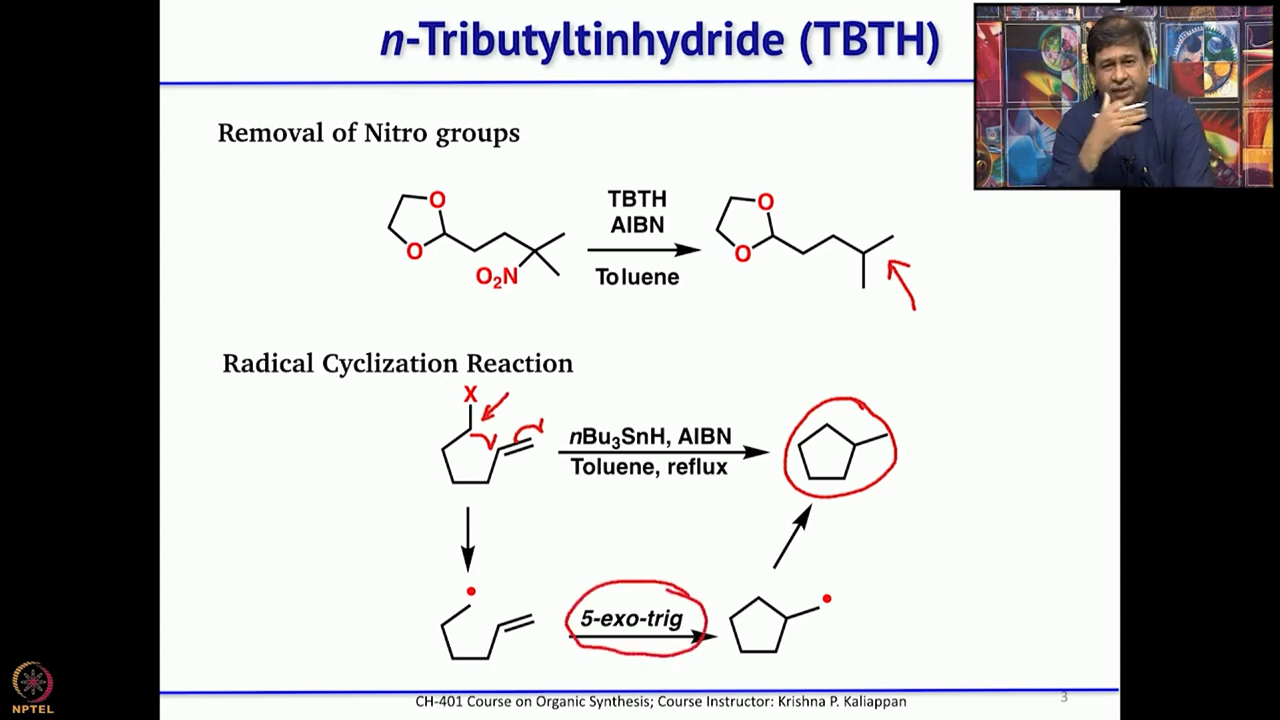 n-Tributyltinhydride (TBTH)
Removal of Nitro groups
O
O
O₂N
TBTH
AIBN
Toluene
O
O
Radical Cyclization Reaction
X
nBu₃SnH, AIBN
Toluene, reflux
5-exo-trig
CH-401 Course on Organic Synthesis; Course Instructor: Krishna P. Kaliappan
3
NPTEL